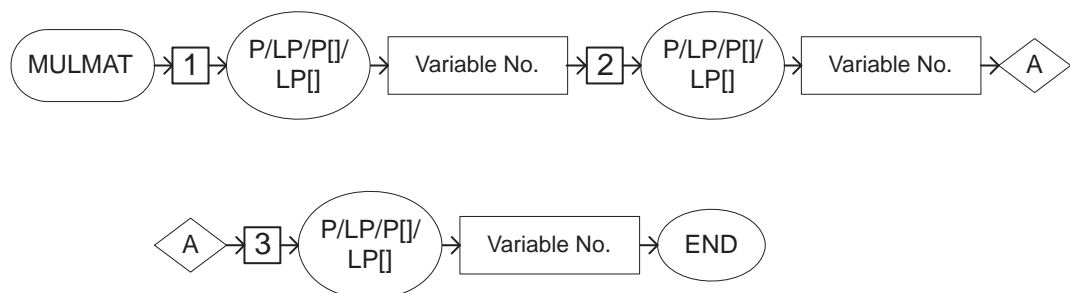 MULMAT
1
P/LP/P[]/
LP[]
Variable No.
2
P/LP/P[]/
LP[]
Variable No.
A
A
3
P/LP/P[]/
LP[]
Variable No.
END